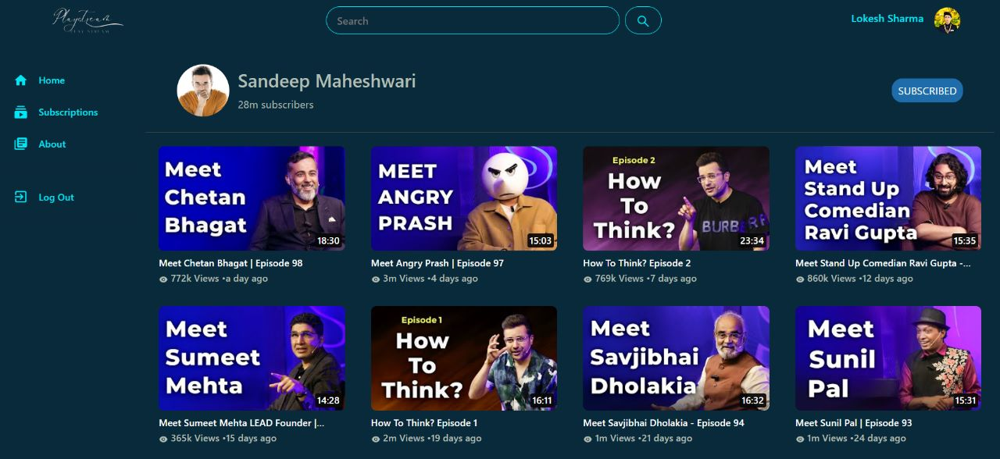 Playstream
Search
Lokesh Sharma
Home
Subscriptions
About
Log Out
Sandeep Maheshwari
28m subscribers
SUBSCRIBED
Meet
Chetan
Bhagat
18:30
Meet Chetan Bhagat | Episode 98
772k Views •a day ago
MEET
ANGRY
PRASH
15:03
Meet Angry Prash | Episode 97
3m Views •4 days ago
Episode 2
How
To
Think?
BURBERR
23:34
How To Think? Episode 2
769k Views •7 days ago
Meet
Stand Up
Comedian
Ravi Gupta
15:35
Meet Stand Up Comedian Ravi Gupta -...
860k Views •12 days ago
Meet
Sumeet
Mehta
14:28
Meet Sumeet Mehta LEAD Founder |...
365k Views •15 days ago
Episode 1
How
To
Think?
16:11
How To Think? Episode 1
2m Views •19 days ago
Meet
Savjibhai
Dholakia
16:32
Meet Savjibhai Dholakia - Episode 94
1m Views •21 days ago
Meet
Sunil
Pal
15:31
Meet Sunil Pal | Episode 93
1m Views •24 days ago